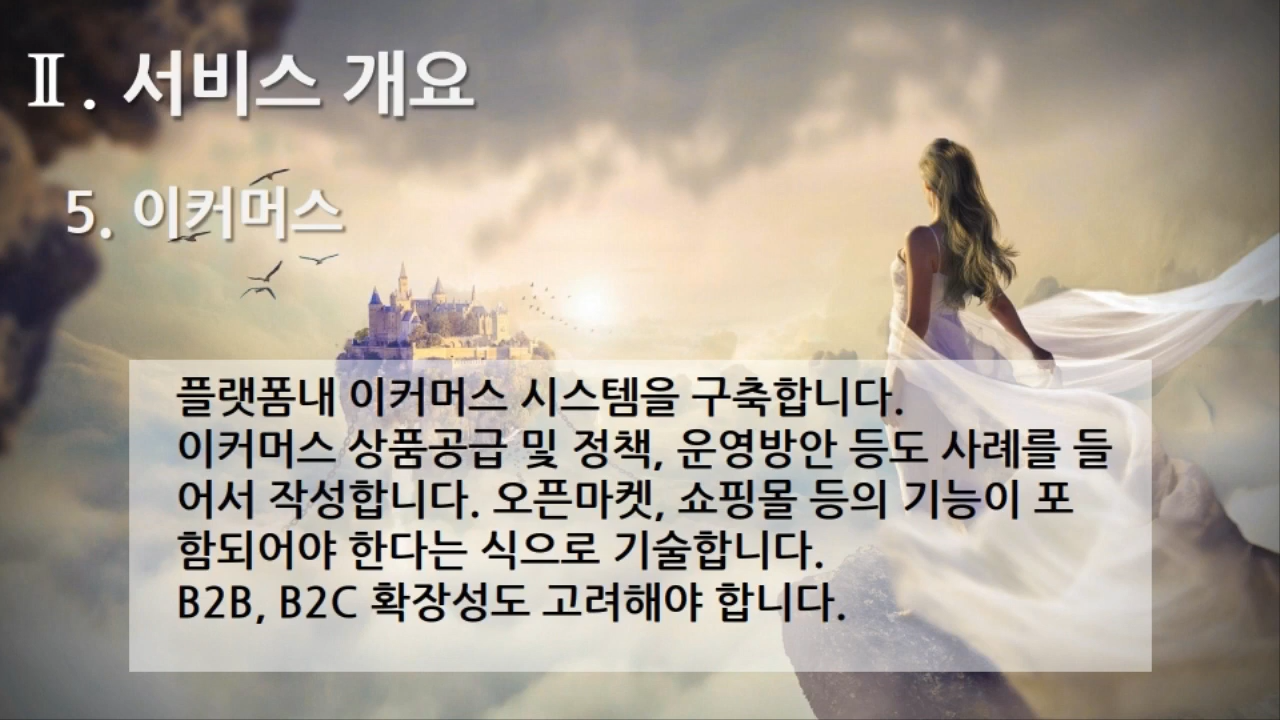 Ⅱ. 서비스 개요
5. 이커머스
플랫폼내 이커머스 시스템을 구축합니다.
이커머스 상품공급 및 정책, 운영방안 등도 사례를 들
어서 작성합니다. 오픈마켓, 쇼핑몰 등의 기능이 포
함되어야 한다는 식으로 기술합니다.
B2B, B2C 확장성도 고려해야 합니다.